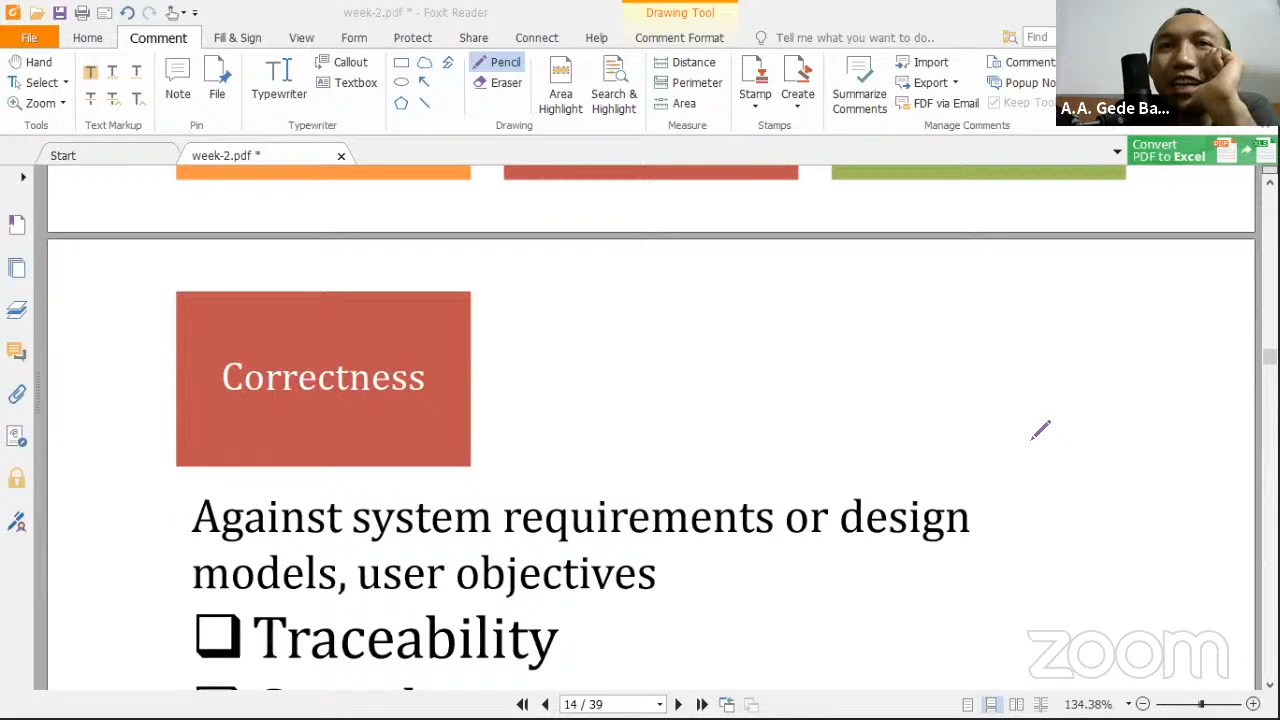 week-2.pdf * - Foxit Reader
Drawing Tool
File
Home
Comment
Fill & Sign
View
Form
Protect
Share
Connect
Help
Comment Format
Tell me what you want to do..
Find
Hand
Select
Zoom
Tools
Text Markup
Note
File
Pin
Typewriter
Callout
Textbox
Typewriter
Pencil
Eraser
Drawing
Area
Highlight
Search &
Highlight
Distance
Perimeter
Area
Measure
Stamp
Create
Stamps
Summarize
Comments
Import
Export
FDF via Email
Comment
Popup No
Keep
Manage Comments
A.A. Gede Ba...
Start
week-2.pdf *
Convert
PDF to Excel
Correctness
Against system requirements or design
models, user objectives
Traceability
zoom
14 / 39
134.38%